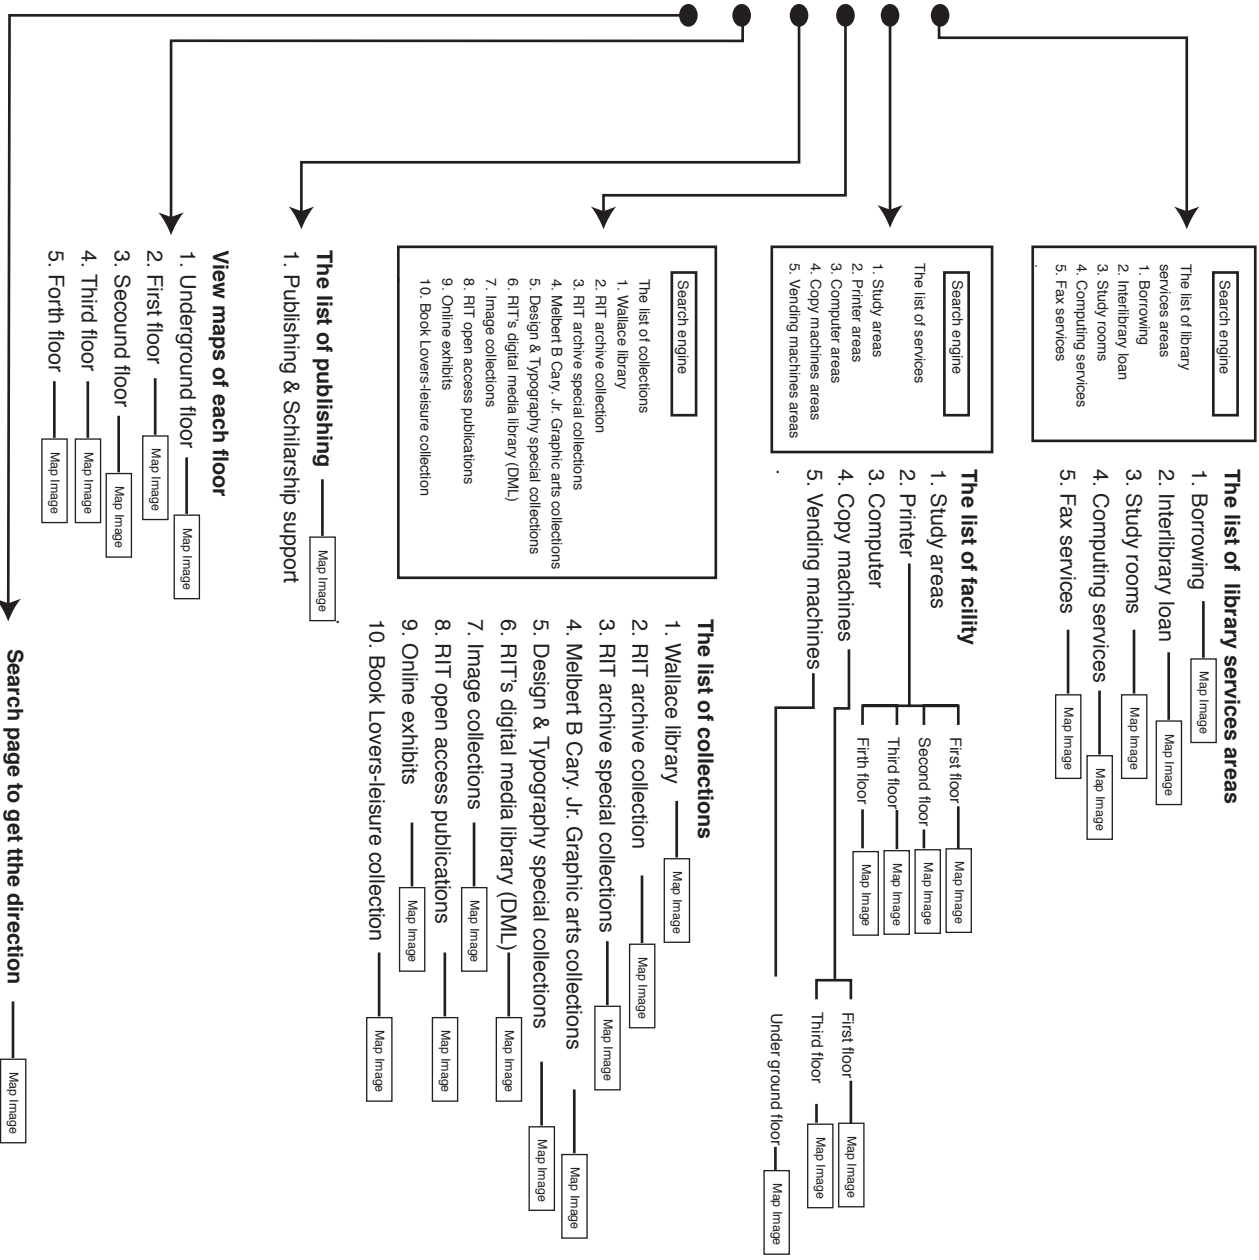 Search engine
The list of library
services areas
1. Borrowing
2. Interlibrary loan
3. Study rooms
4. Computing services
5. Fax services
The list of  library services areas
1. Borrowing
Map Image
2. Interlibrary loan
Map Image
3. Study rooms
Map Image
4. Computing services
Map Image
5. Fax services
Map Image
Search engine
The list of services
1. Study areas
2. Printer areas
3. Computer areas
4. Copy machines areas
5. Vending machines areas
The list of facility
1. Study areas
2. Printer
3. Computer
4. Copy machines
5. Vending machines
First floor
Map Image
Second floor
Map Image
Third floor
Map Image
Firth floor
Map Image
First floor
Map Image
Third floor
Map Image
Under ground floor
Map Image
Search engine
The list of collections
1. Wallace library
2. RIT archive collection
3. RIT archive special collections
4. Melbert B Cary. Jr. Graphic arts collections
5. Design & Typography special collections
6. RIT's digital media library (DML)
7. Image collections
8. RIT open access publications
9. Online exhibits
10. Book Lovers-leisure collection
The list of collections
1. Wallace library
Map Image
2. RIT archive collection
Map Image
3. RIT archive special collections
Map Image
4. Melbert B Cary. Jr. Graphic arts collections
Map Image
5. Design & Typography special collections
Map Image
6. RIT's digital media library (DML)
Map Image
7. Image collections
Map Image
8. RIT open access publications
Map Image
9. Online exhibits
Map Image
10. Book Lovers-leisure collection
Map Image
The list of publishing
Map Image
1. Publishing & Schilarship support
View maps of each floor
1. Underground floor
Map Image
2. First floor
Map Image
3. Secound floor
Map Image
4. Third floor
Map Image
5. Forth floor
Map Image
Search page to get tthe direction
Map Image